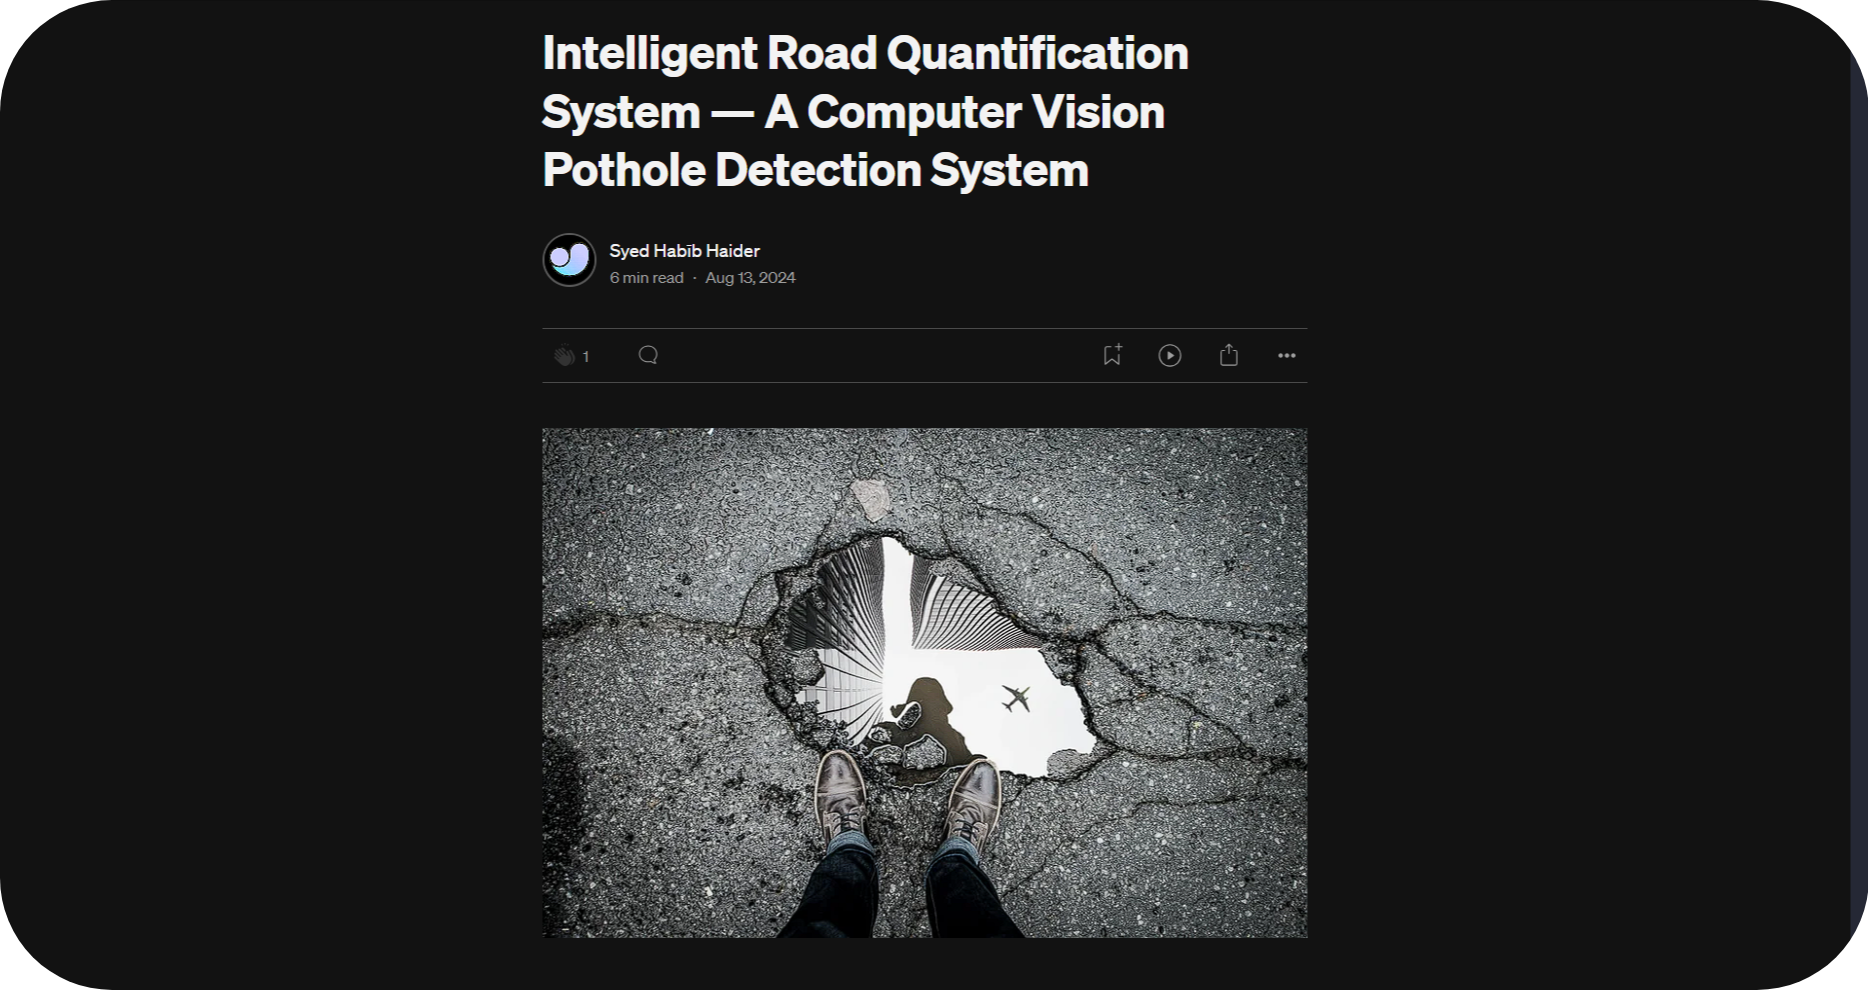 Intelligent Road Quantification
System — A Computer Vision
Pothole Detection System
Syed Habīb Haider
6 min read · Aug 13, 2024
1